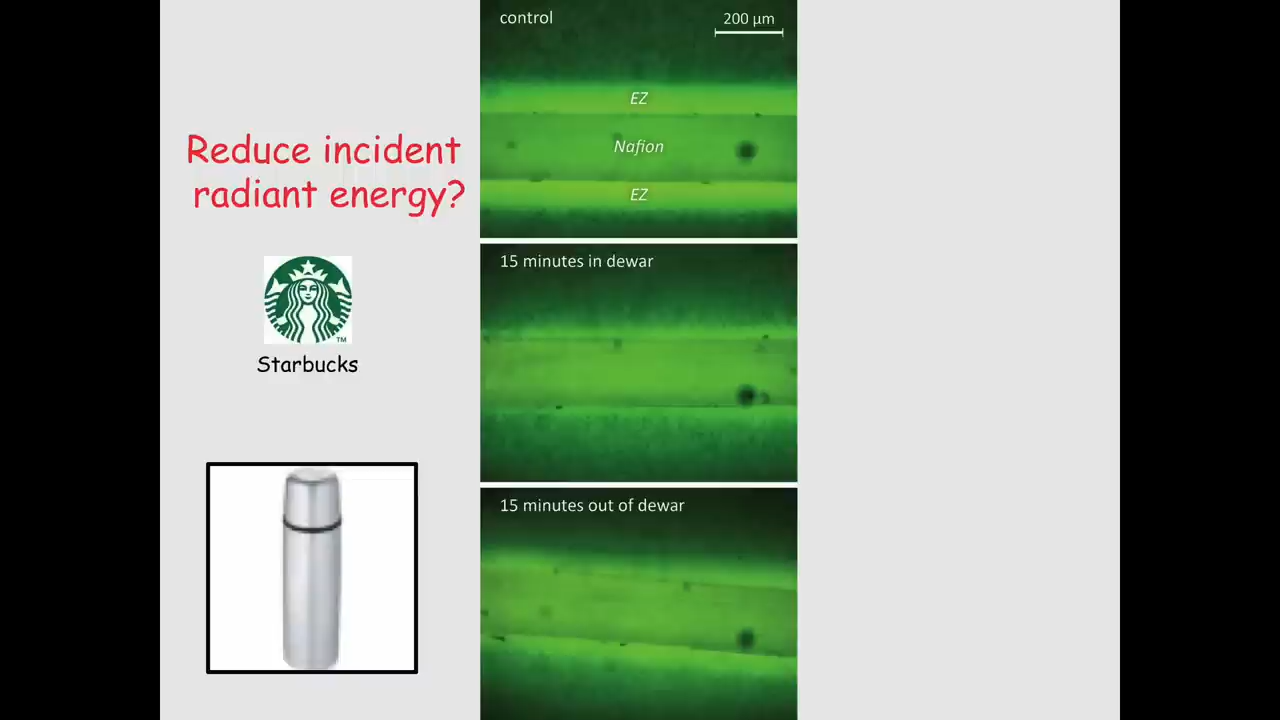 control
200 μm
EZ
Nafion
EZ
Reduce incident
radiant energy?
15 minutes in dewar
TM
Starbucks
15 minutes out of dewar